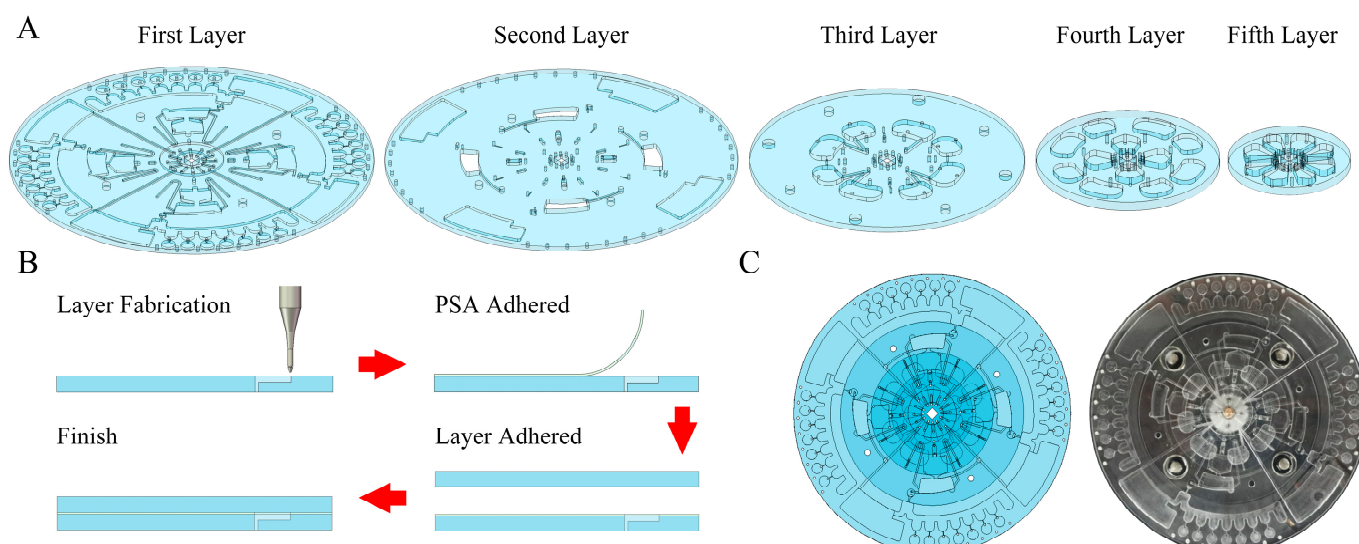 A
First Layer
Second Layer
Third Layer
Fourth Layer
Fifth Layer
B
Layer Fabrication
PSA Adhered
Finish
Layer Adhered
C